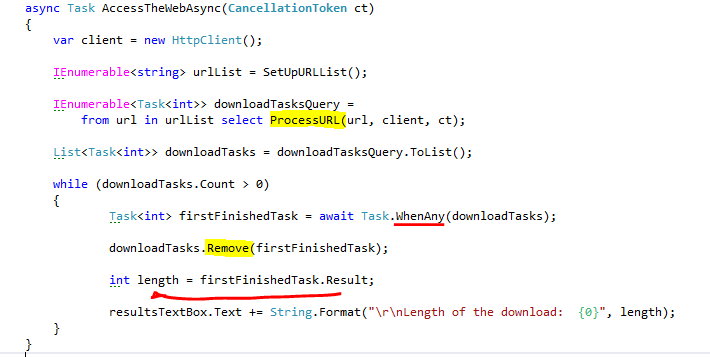 async Task AccessTheWebAsync(CancellationToken ct)
{
var client = new HttpClient();
IEnumerable<string> urlList = SetUpURLList();
IEnumerable<Task<int>> downloadTasksQuery =
from url in urlList select ProcessURL(url, client, ct);
List<Task<int>> downloadTasks = downloadTasksQuery.ToList();
while (downloadTasks.Count > 0)
{
Task<int> firstFinishedTask = await Task.WhenAny(downloadTasks);
downloadTasks.Remove(firstFinishedTask);
int length = firstFinishedTask.Result;
resultsTextBox.Text += String.Format("\r\nLength of the download:  {0}", length);
}
}